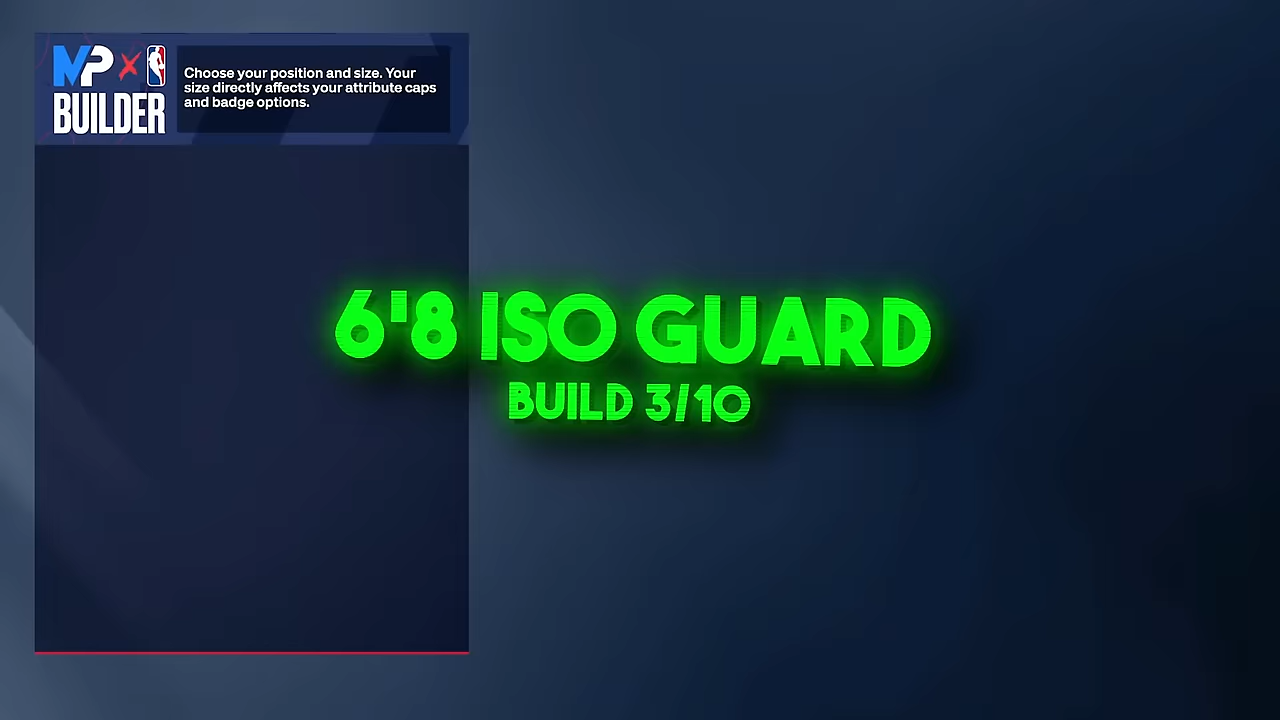 MP
BUILDER
Choose your position and size. Your
size directly affects your attribute caps
and badge options.
6'8 ISO GUARD
BUILD 3/10